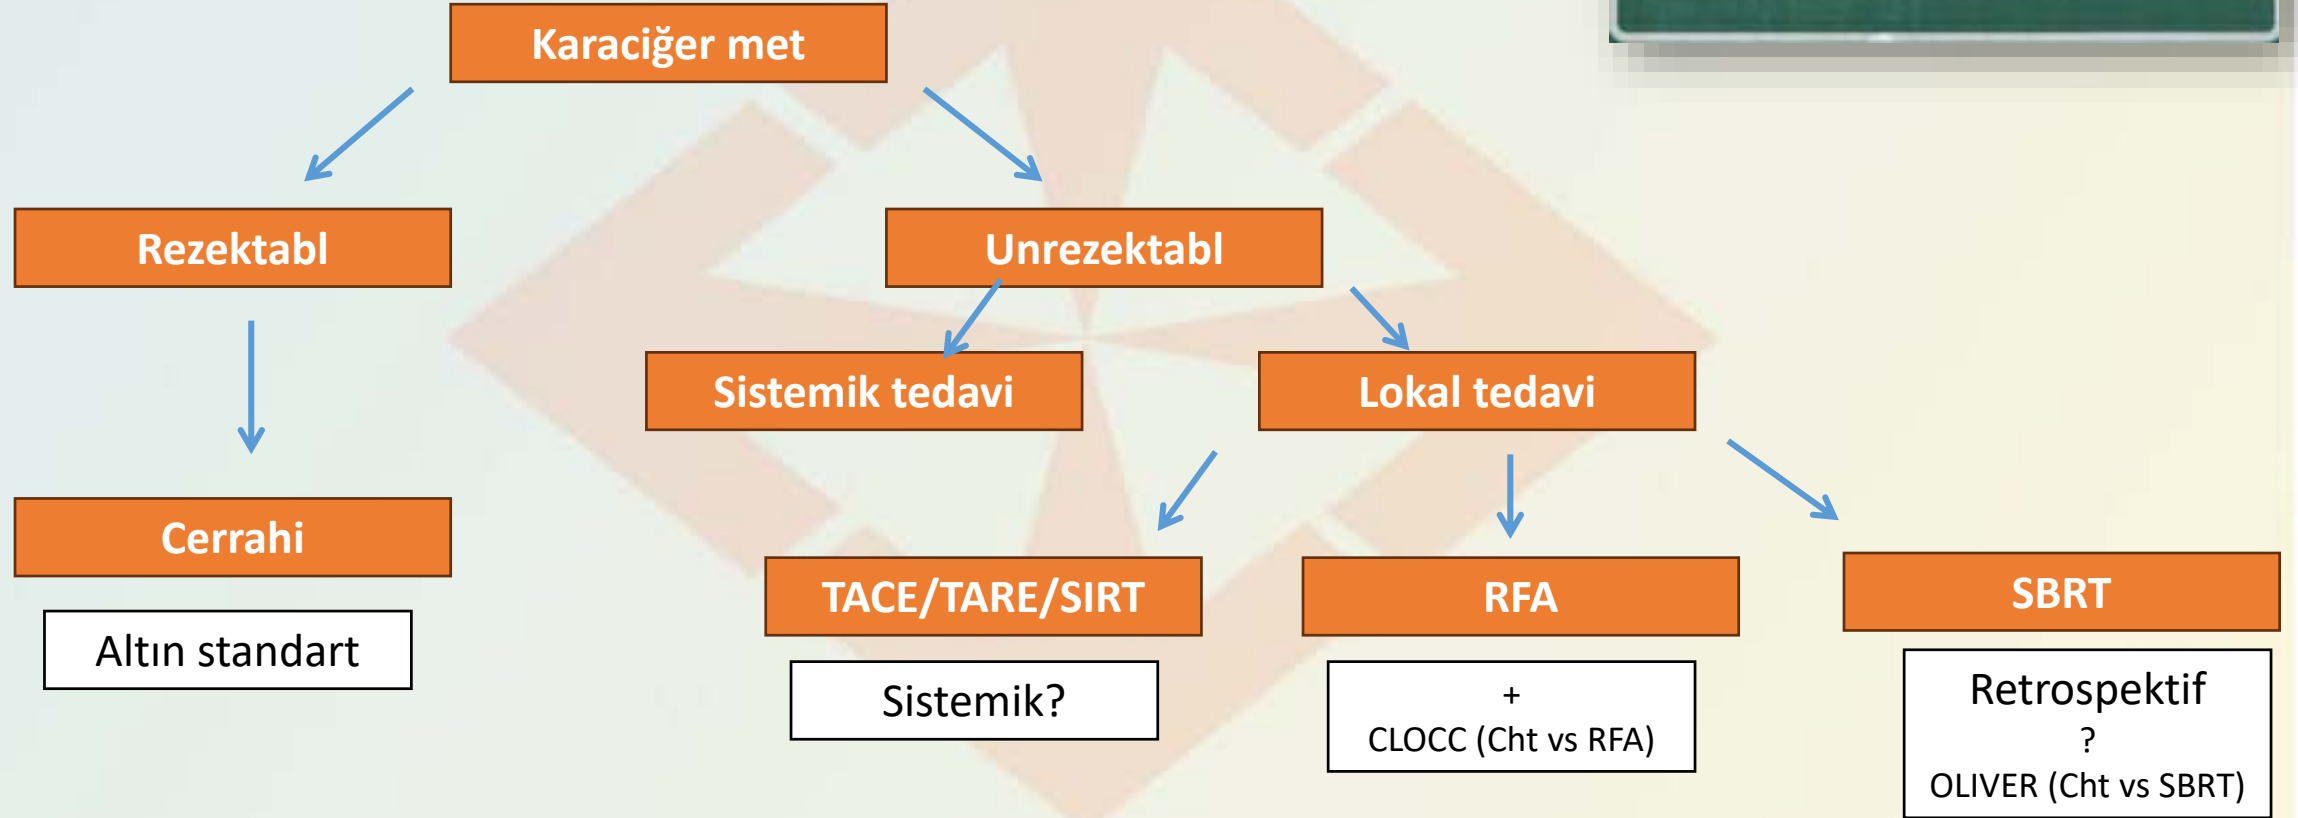 Karaciğer met
Rezektabl
Unrezektabl
Sistemik tedavi
Lokal tedavi
Cerrahi
TACE/TARE/SIRT
RFA
SBRT
Altın standart
Sistemik?
+
CLOCC (Cht vs RFA)
Retrospektif
?
OLIVER (Cht vs SBRT)